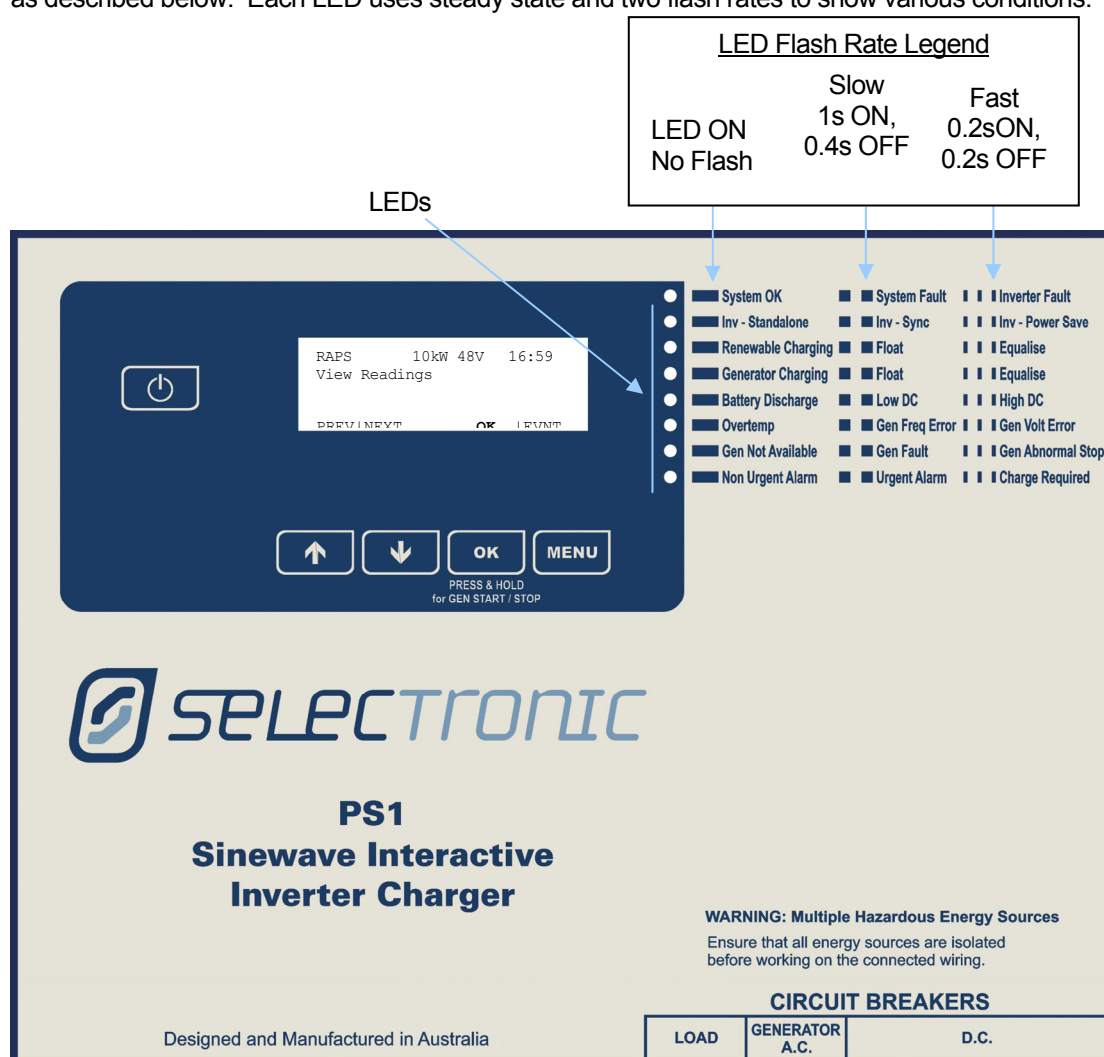 as described below. Each LED uses steady state and two flash rates to show various conditions.
LED Flash Rate Legend
LED ON
No Flash
Slow
1s ON,
0.4s OFF
Fast
0.2sON,
0.2s OFF
LEDs
System OK System Fault Inverter Fault
Inv - Standalone Inv - Sync Inv - Power Save
Renewable Charging Float Equalise
Generator Charging Float Equalise
Battery Discharge Low DC High DC
Overtemp Gen Freq Error Gen Volt Error
Gen Not Available Gen Fault Gen Abnormal Stop
Non Urgent Alarm Urgent Alarm Charge Required
RAPS 10kW 48V 16:59
View Readings
PREV|NEXT OK |EVNT
OK MENU
PRESS & HOLD
for GEN START / STOP
SELECTRONIC
PS1
Sinewave Interactive
Inverter Charger
WARNING: Multiple Hazardous Energy Sources
Ensure that all energy sources are isolated
before working on the connected wiring.
CIRCUIT BREAKERS
LOAD
GENERATOR
A.C.
D.C.
Designed and Manufactured in Australia